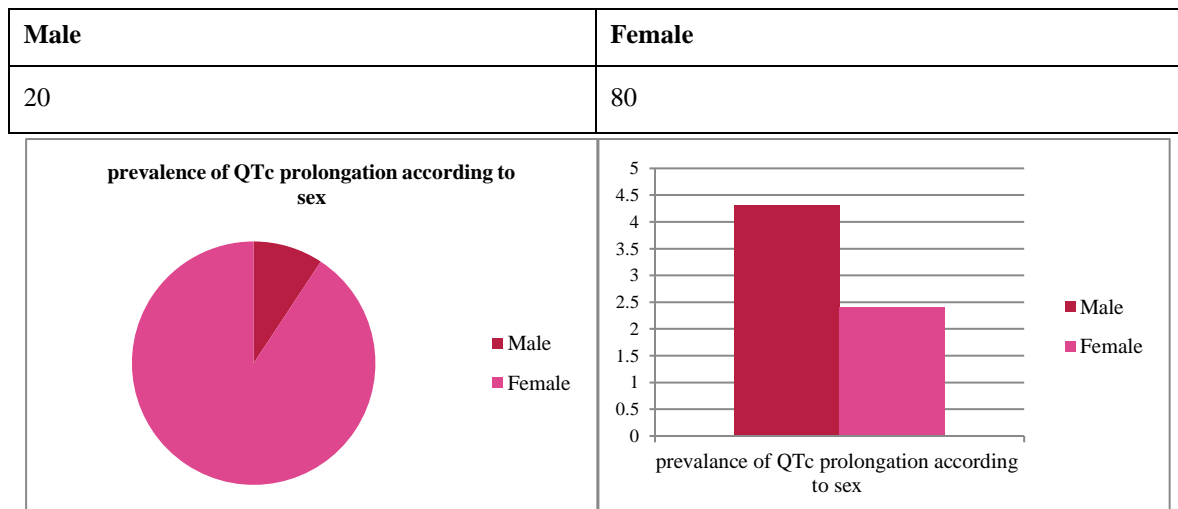 Male
Female
20
80
prevalence of QTc prolongation according to
sex
Male
Female
5
4.5
4
3.5
3
2.5
2
1.5
1
0.5
0
prevalance of QTc prolongation according
to sex
Male
Female